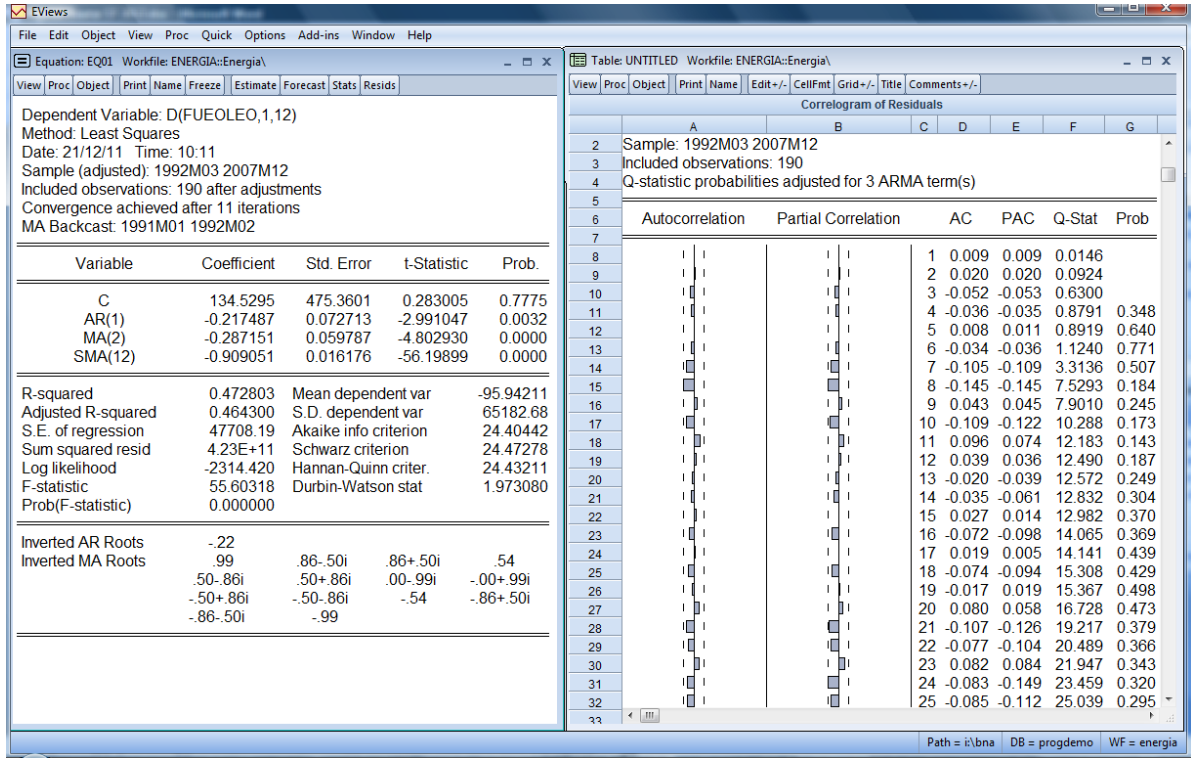 EViews
File Edit Object View Proc Quick Options Add-ins Window Help
Equation: EQ01 Workfile: ENERGIA::Energia\
View Proc Object Print Name Freeze Estimate Forecast Stats Resids
Dependent Variable: D(FUEOLEO,1,12)
Method: Least Squares
Date: 21/12/11 Time: 10:11
Sample (adjusted): 1992M03 2007M12
Included observations: 190 after adjustments
Convergence achieved after 11 iterations
MA Backcast: 1991M01 1992M02
Variable Coefficient Std. Error t-Statistic Prob.
C 134.5295 475.3601 0.283005 0.7775
AR(1) -0.217487 0.072713 -2.991047 0.0032
MA(2) -0.287151 0.059787 -4.802930 0.0000
SMA(12) -0.909051 0.016176 -56.19899 0.0000
R-squared 0.472803 Mean dependent var -95.94211
Adjusted R-squared 0.464300 S.D. dependent var 65182.68
S.E. of regression 47708.19 Akaike info criterion 24.40442
Sum squared resid 4.23E+11 Schwarz criterion 24.47278
Log likelihood -2314.420 Hannan-Quinn criter. 24.43211
F-statistic 55.60318 Durbin-Watson stat 1.973080
Prob(F-statistic) 0.000000
Inverted AR Roots -.22
Inverted MA Roots .99 .86-.50i .86+.50i .54
.50-.86i .50+.86i .00-.99i -.00+.99i
-.50+.86i -.50-.86i -.54 -.86+.50i
-.86-.50i -.99
Table: UNTITLED Workfile: ENERGIA::Energia\
View Proc Object Print Name Edit+/- CellFmt Grid+/- Title Comments+/-
Correlogram of Residuals
A B C D E F G
2 Sample: 1992M03 2007M12
3 Included observations: 190
4 Q-statistic probabilities adjusted for 3 ARMA term(s)
5
6 Autocorrelation Partial Correlation AC PAC Q-Stat Prob
7
8 1 0.009 0.009 0.0146
9 2 0.020 0.020 0.0924
10 3 -0.052 -0.053 0.6300
11 4 -0.036 -0.035 0.8791 0.348
12 5 0.008 0.011 0.8919 0.640
13 6 -0.034 -0.036 1.1240 0.771
14 7 -0.105 -0.109 3.3136 0.507
15 8 -0.145 -0.145 7.5293 0.184
16 9 0.043 0.045 7.9010 0.245
17 10 -0.109 -0.122 10.288 0.173
18 11 0.096 0.074 12.183 0.143
19 12 0.039 0.036 12.490 0.187
20 13 -0.020 -0.039 12.572 0.249
21 14 -0.035 -0.061 12.832 0.304
22 15 0.027 0.014 12.982 0.370
23 16 -0.072 -0.098 14.065 0.369
24 17 0.019 0.005 14.141 0.439
25 18 -0.074 -0.094 15.308 0.429
26 19 -0.017 0.019 15.367 0.498
27 20 0.080 0.058 16.728 0.473
28 21 -0.107 -0.126 19.217 0.379
29 22 -0.077 -0.104 20.489 0.366
30 23 0.082 0.084 21.947 0.343
31 24 -0.083 -0.149 23.459 0.320
32 25 -0.085 -0.112 25.039 0.295
33
Path = i:\bna DB = progdemo WF = energia